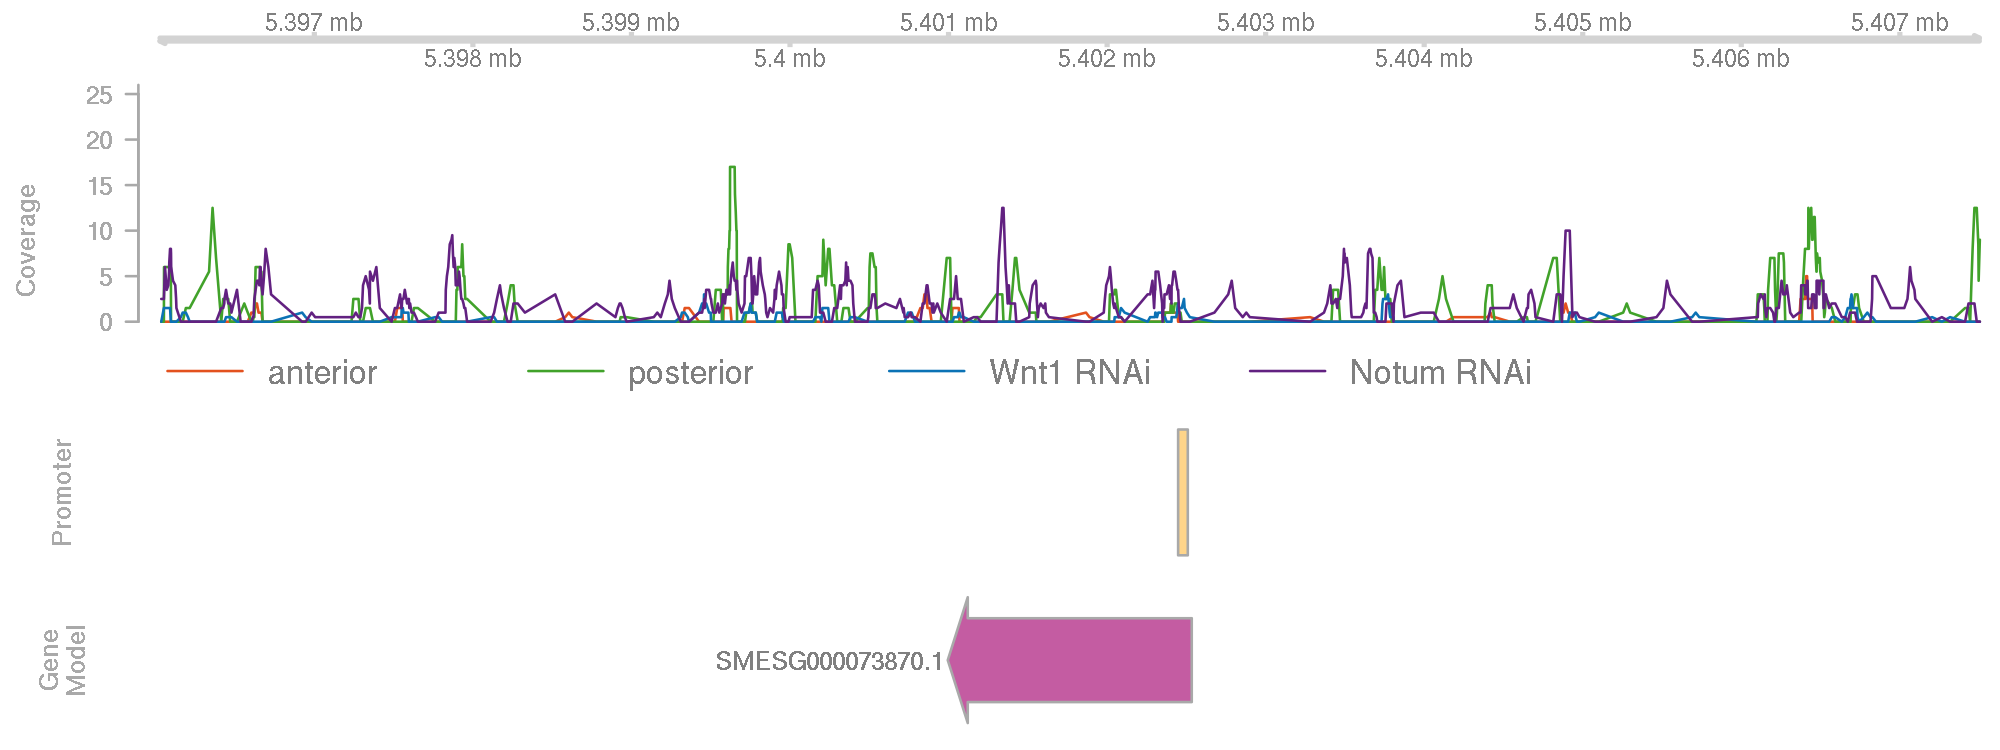 5.397 mb 5.399 mb 5.401 mb 5.403 mb 5.405 mb 5.407 mb
5.398 mb 5.4 mb 5.402 mb 5.404 mb 5.406 mb
25
20
15
10
5
0
Coverage
anterior posterior Wnt1 RNAi Notum RNAi
Promoter
Gene
Model
SMESG000073870.1